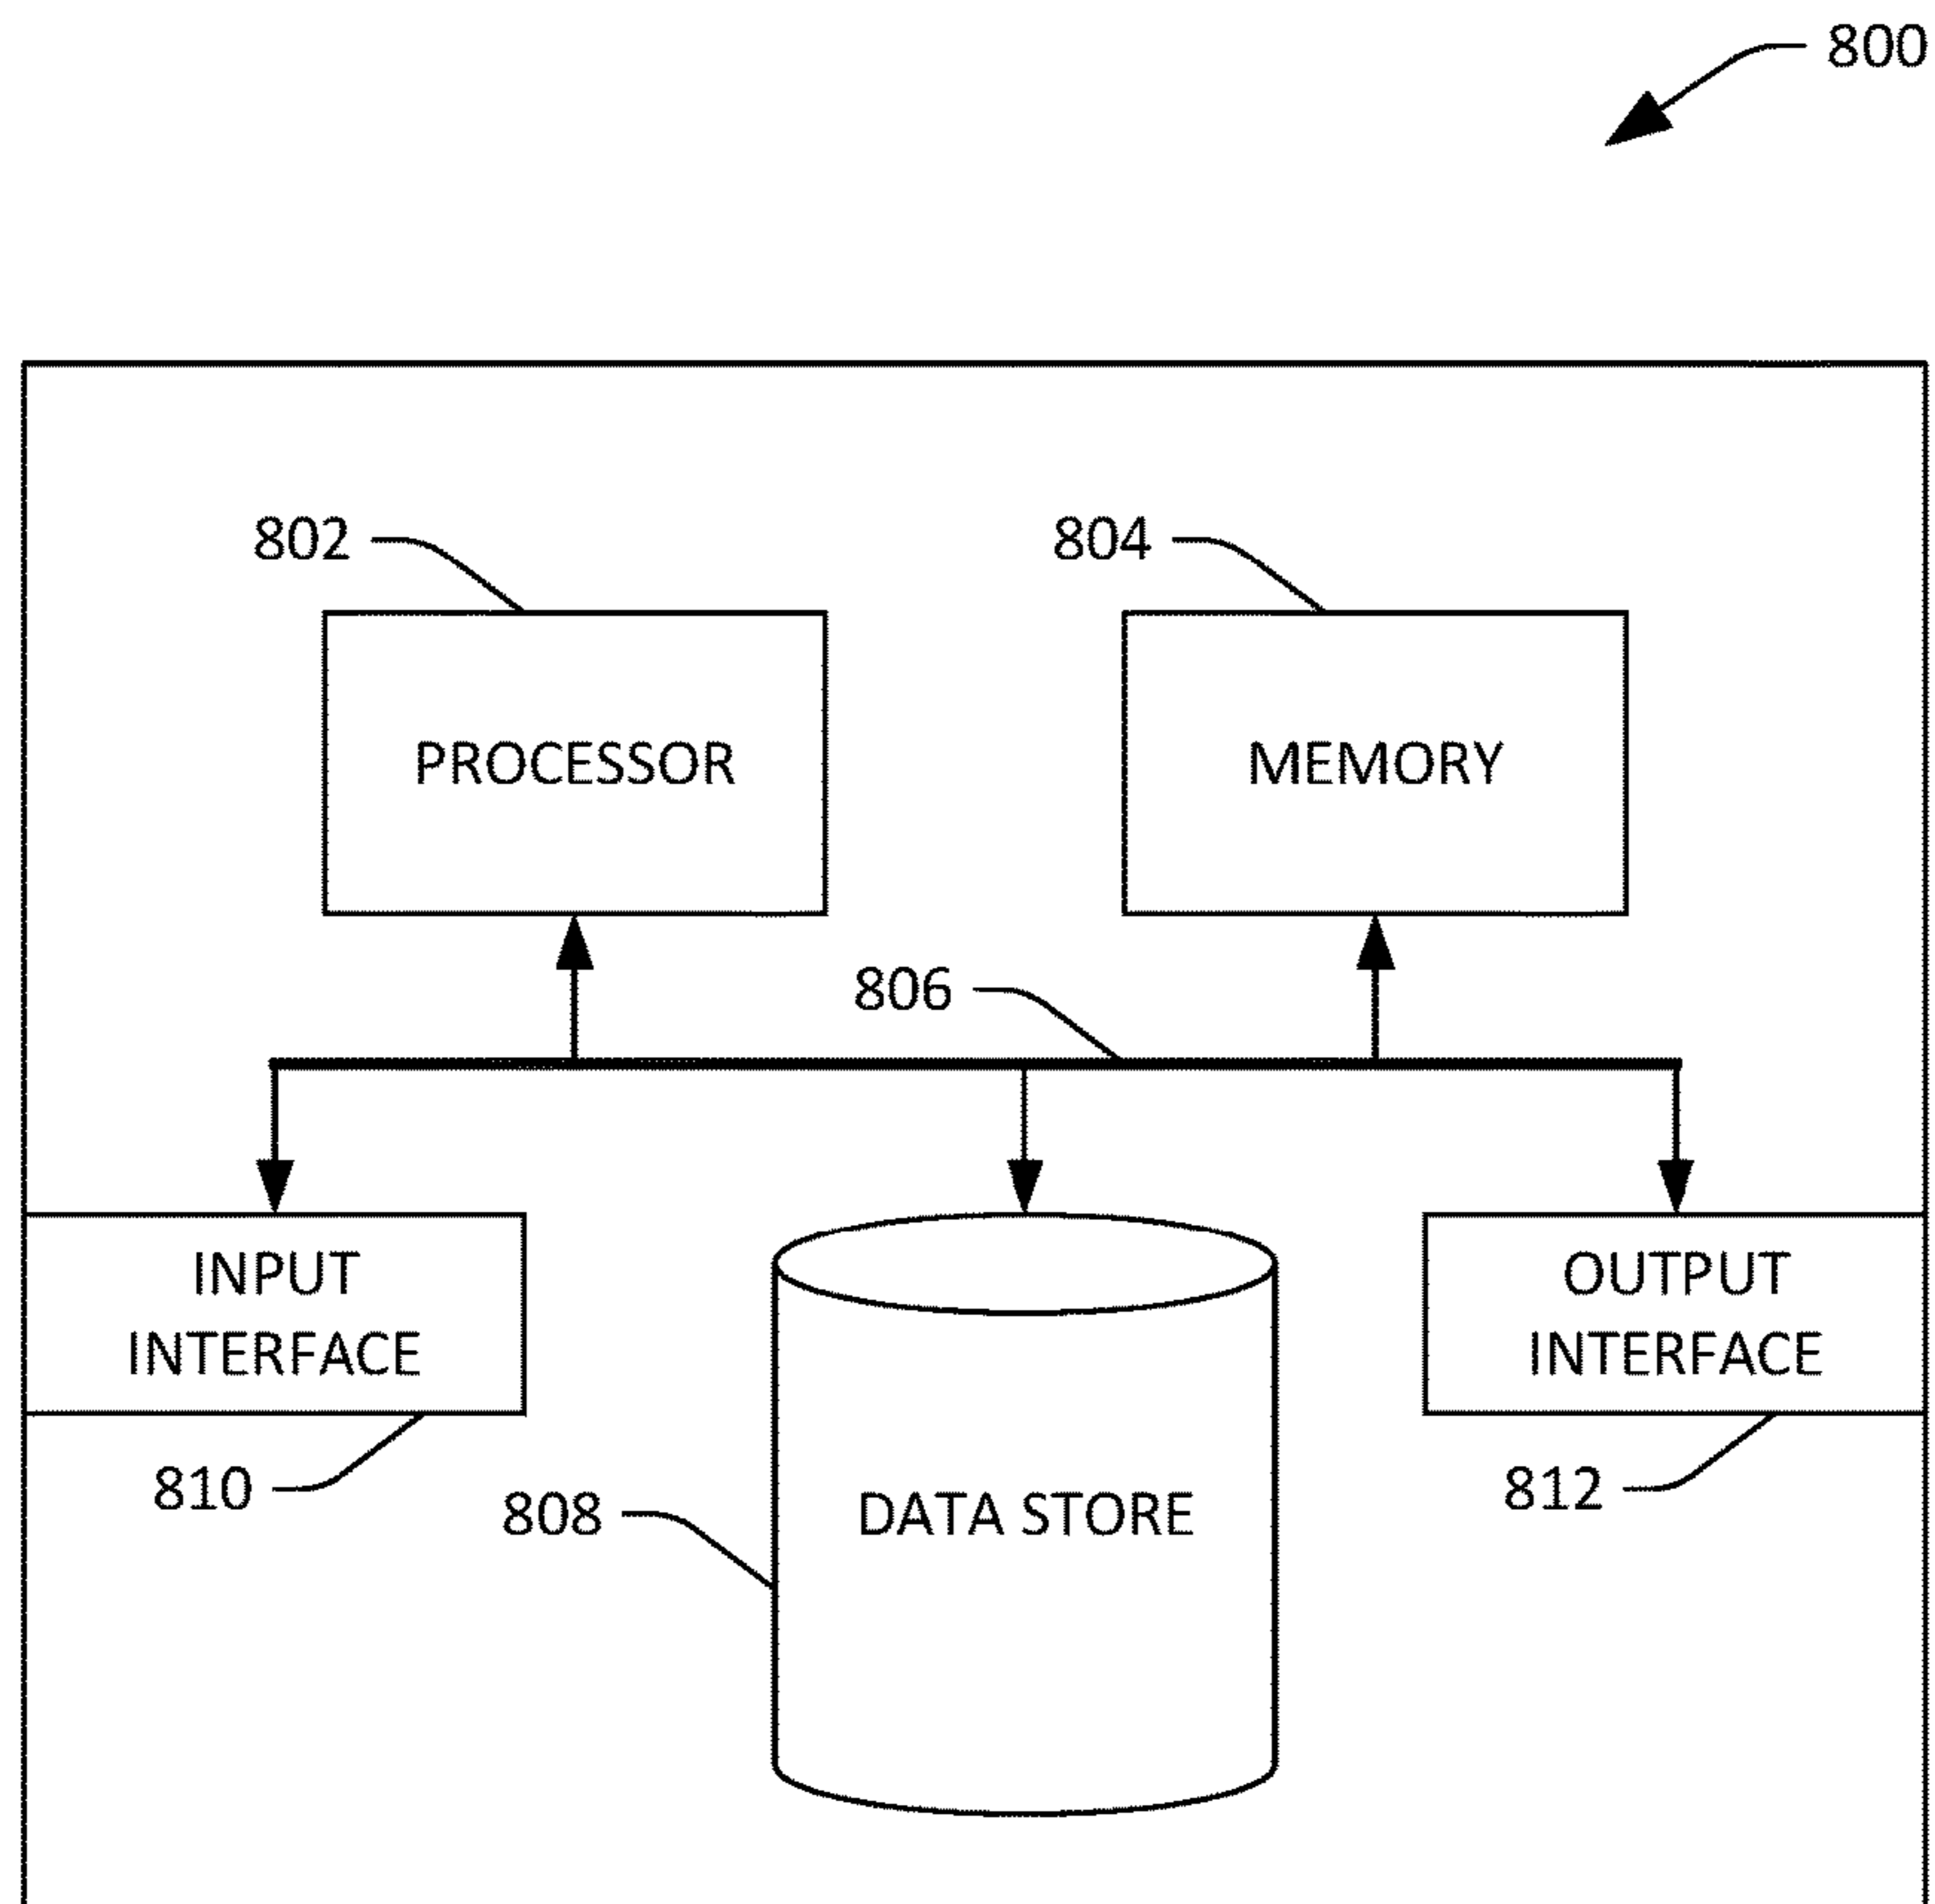 800
802
804
PROCESSOR
MEMORY
806
INPUT
INTERFACE
OUTPUT
INTERFACE
810
808
DATA STORE
812